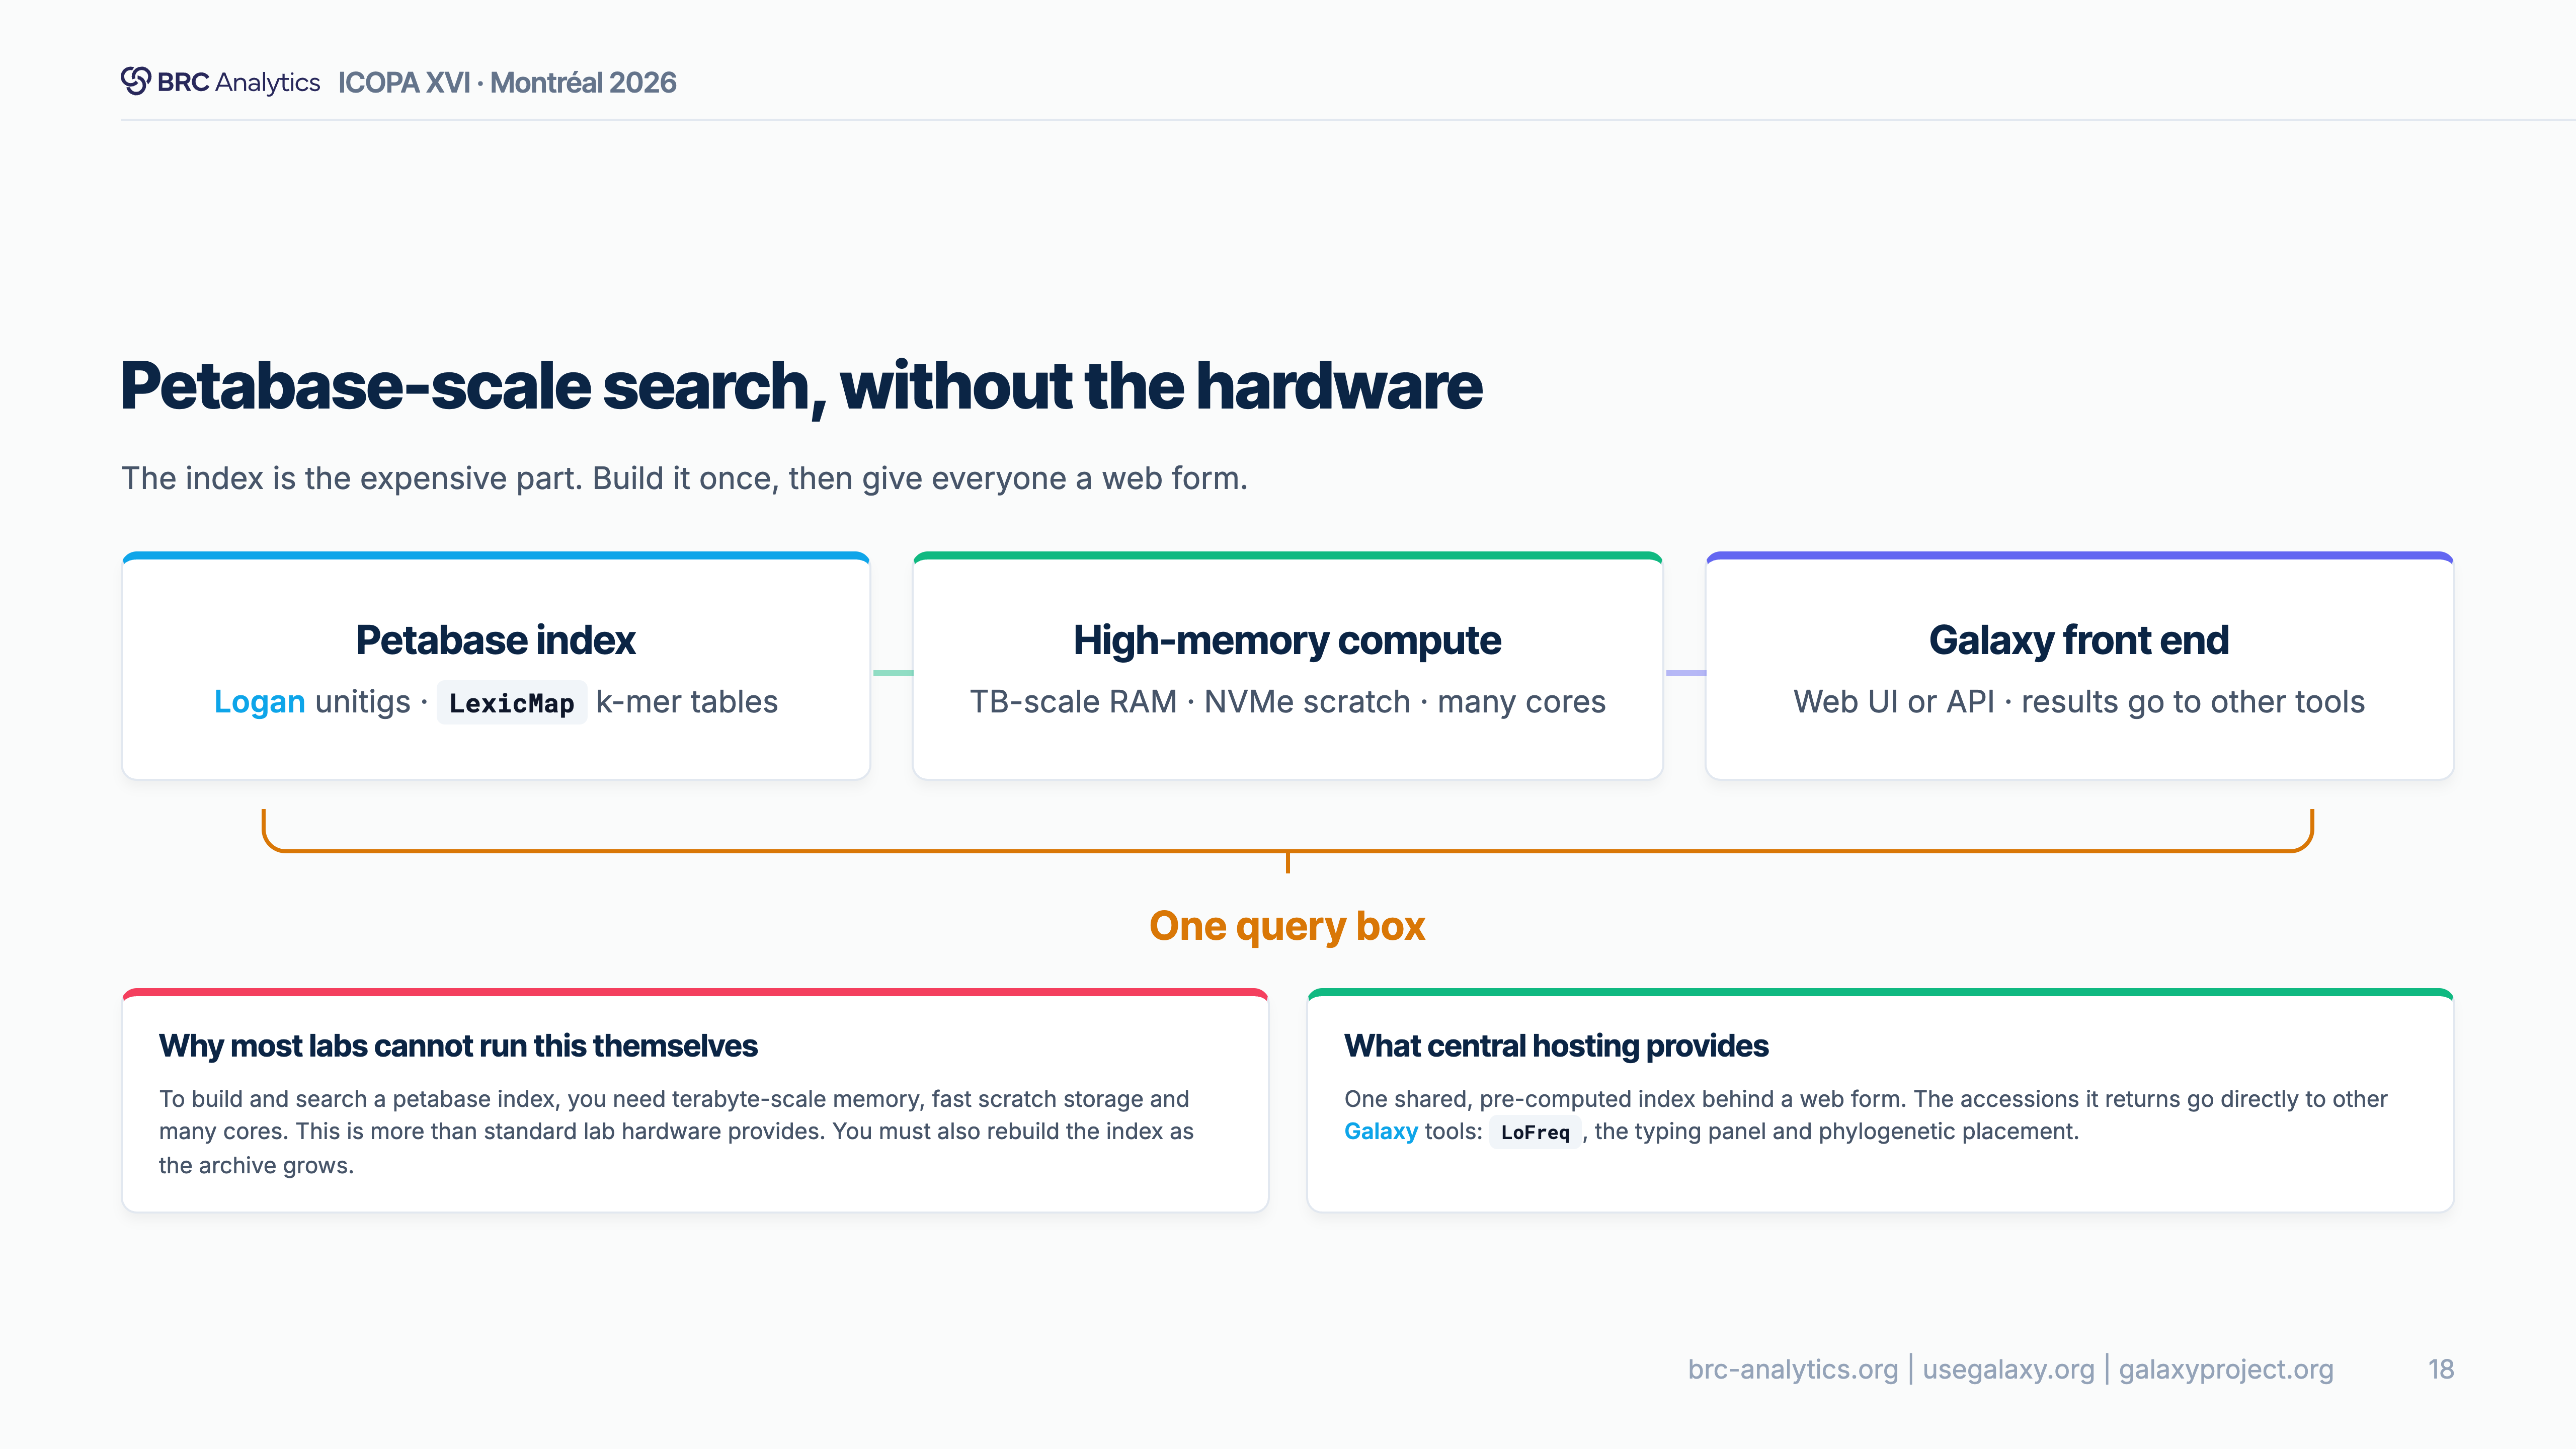 BRC Analytics ICOPA XVI · Montréal 2026
Petabase-scale search, without the hardware
The index is the expensive part. Build it once, then give everyone a web form.
Petabase index
Logan unitigs · LexicMap k-mer tables
High-memory compute
TB-scale RAM · NVMe scratch · many cores
Galaxy front end
Web UI or API · results go to other tools
One query box
Why most labs cannot run this themselves
To build and search a petabase index, you need terabyte-scale memory, fast scratch storage and
many cores. This is more than standard lab hardware provides. You must also rebuild the index as
the archive grows.
What central hosting provides
One shared, pre-computed index behind a web form. The accessions it returns go directly to other
Galaxy tools: LoFreq, the typing panel and phylogenetic placement.
brc-analytics.org | usegalaxy.org | galaxyproject.org 18